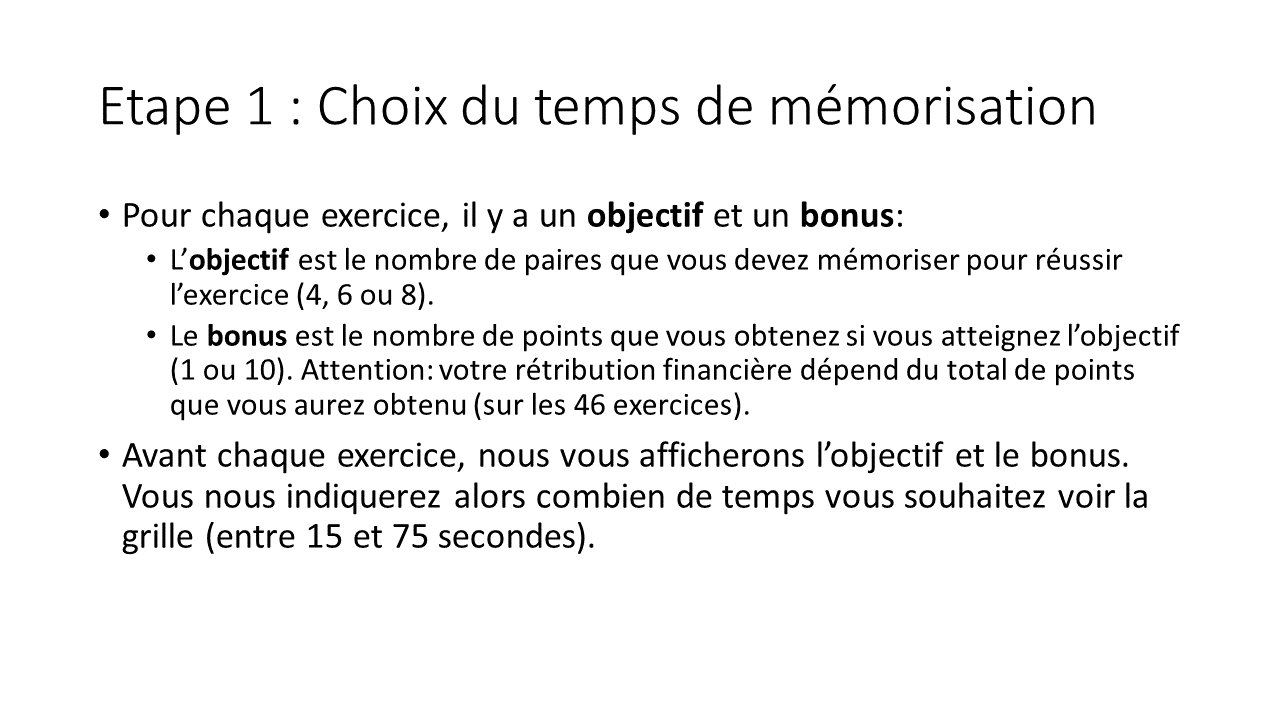 Etape 1 : Choix du temps de mémorisation
• Pour chaque exercice, il y a un objectif et un bonus:
• L’objectif est le nombre de paires que vous devez mémoriser pour réussir
l’exercice (4, 6 ou 8).
• Le bonus est le nombre de points que vous obtenez si vous atteignez l’objectif
(1 ou 10). Attention: votre rétribution financière dépend du total de points
que vous aurez obtenu (sur les 46 exercices).
• Avant chaque exercice, nous vous afficherons l’objectif et le bonus.
Vous nous indiquerez alors combien de temps vous souhaitez voir la
grille (entre 15 et 75 secondes).